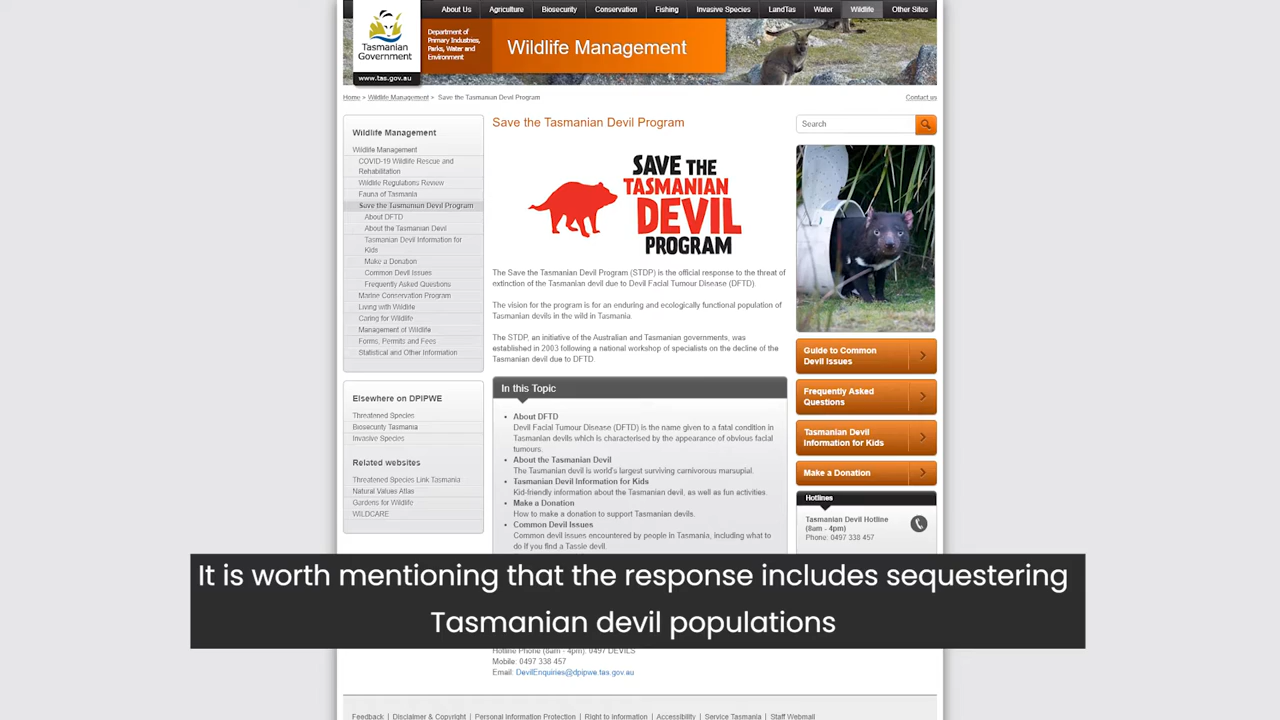 About Us Agriculture Biosecurity Conservation Fishing Invasive Species LandTas Water Wildlife Other Sites
Tasmanian
Government
www.tas.gov.au
Department of
Primary Industries,
Parks, Water and
Environment
Wildlife Management
Home > Wildlife Management > Save the Tasmanian Devil Program
Contact us
Wildlife Management
Wildlife Management
COVID-19 Wildlife Rescue and
Rehabilitation
Wildlife Regulations Review
Fauna of Tasmania
Save the Tasmanian Devil Program
About DFTD
About the Tasmanian Devil
Tasmanian Devil Information for
Kids
Make a Donation
Common Devil Issues
Frequently Asked Questions
Marine Conservation Program
Living with Wildlife
Caring for Wildlife
Management of Wildlife
Forms, Permits and Fees
Statistical and Other Information
Elsewhere on DPIPWE
Threatened Species
Biosecurity Tasmania
Invasive Species
Related websites
Threatened Species Link Tasmania
Natural Values Atlas
Gardens for Wildlife
WILDCARE
Save the Tasmanian Devil Program
SAVE THE
TASMANIAN
DEVIL
PROGRAM
The Save the Tasmanian Devil Program (STDP) is the official response to the threat of
extinction of the Tasmanian devil due to Devil Facial Tumour Disease (DFTD).
The vision for the program is for an enduring and ecologically functional population of
Tasmanian devils in the wild in Tasmania.
The STDP, an initiative of the Australian and Tasmanian governments, was
established in 2003 following a national workshop of specialists on the decline of the
Tasmanian devil due to DFTD.
In this Topic
About DFTD
Devil Facial Tumour Disease (DFTD) is the name given to a fatal condition in
Tasmanian devils which is characterised by the appearance of obvious facial
tumours.
About the Tasmanian Devil
The Tasmanian devil is world's largest surviving carnivorous marsupial.
Tasmanian Devil Information for Kids
Kid-friendly information about the Tasmanian devil, as well as fun activities.
Make a Donation
How to make a donation to support Tasmanian devils.
Common Devil Issues
Common devil issues encountered by people in Tasmania, including what to
do if you find a Tassie devil.
Search
Guide to Common
Devil Issues
Frequently Asked
Questions
Tasmanian Devil
Information for Kids
Make a Donation
Hotlines
Tasmanian Devil Hotline
(8am - 4pm)
Phone: 0497 338 457
It is worth mentioning that the response includes sequestering
Tasmanian devil populations
Hotline Phone (8am - 4pm): 0497 DEVILS
Mobile: 0497 338 457
Email: DevilEnquiries@dpipwe.tas.gov.au
Feedback | Disclaimer & Copyright | Personal Information Protection | Right to Information | Accessibility | Service Tasmania | Staff Webmail